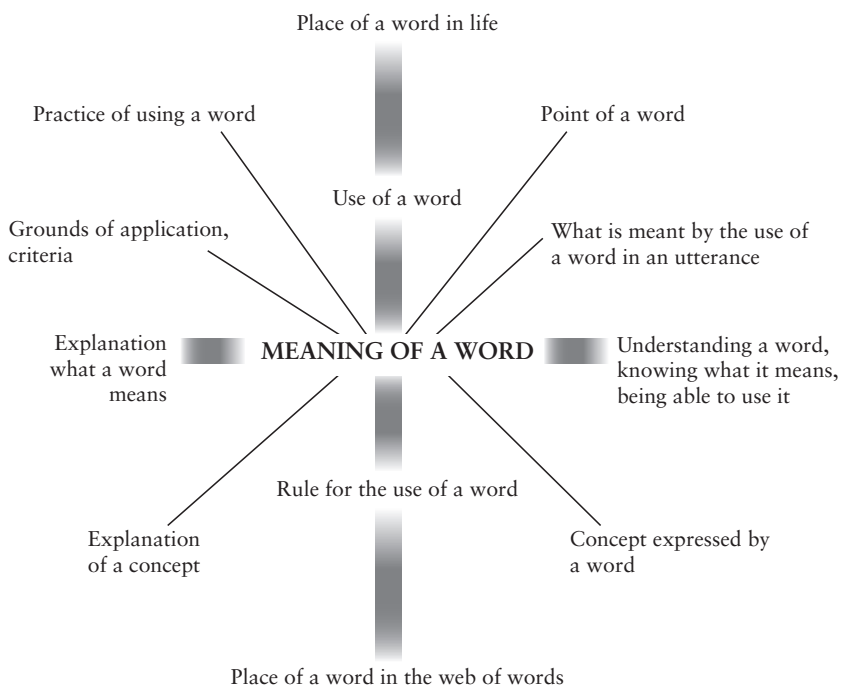 Place of a word in life
Practice of using a word
Point of a word
Use of a word
Grounds of application,
criteria
What is meant by the use of
a word in an utterance
Explanation
what a word
means
MEANING OF A WORD
Understanding a word,
knowing what it means,
being able to use it
Rule for the use of a word
Explanation
of a concept
Concept expressed by
a word
Place of a word in the web of words